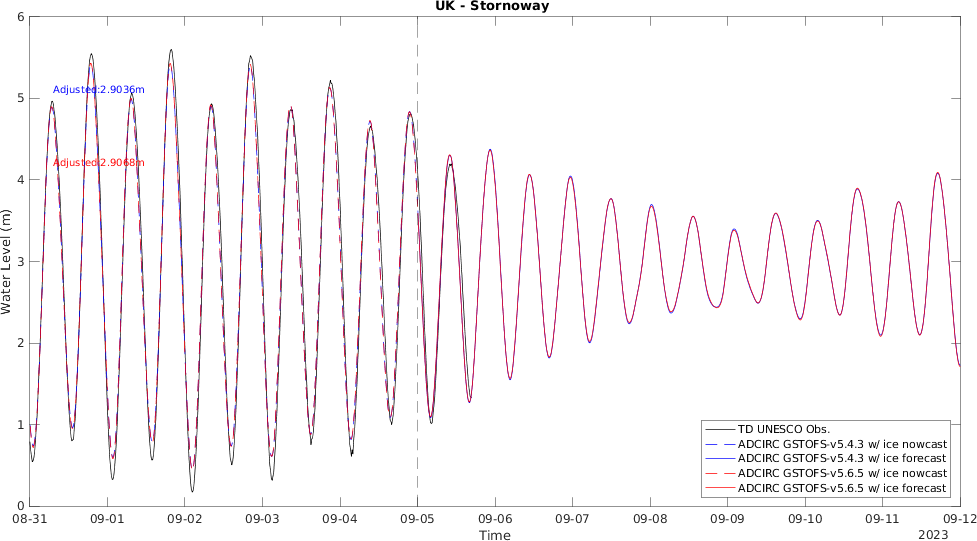 UK - Stornoway
6
5
4
3
2
1
0
Water Level (m)
Adjusted:2.9036m
Adjusted:2.9068m
TD UNESCO Obs.
ADCIRC GSTOFS-v5.4.3 w/ ice nowcast
ADCIRC GSTOFS-v5.4.3 w/ ice forecast
ADCIRC GSTOFS-v5.6.5 w/ ice nowcast
ADCIRC GSTOFS-v5.6.5 w/ ice forecast
08-31 09-01 09-02 09-03 09-04 09-05 09-06 09-07 09-08 09-09 09-10 09-11 09-12
Time
2023